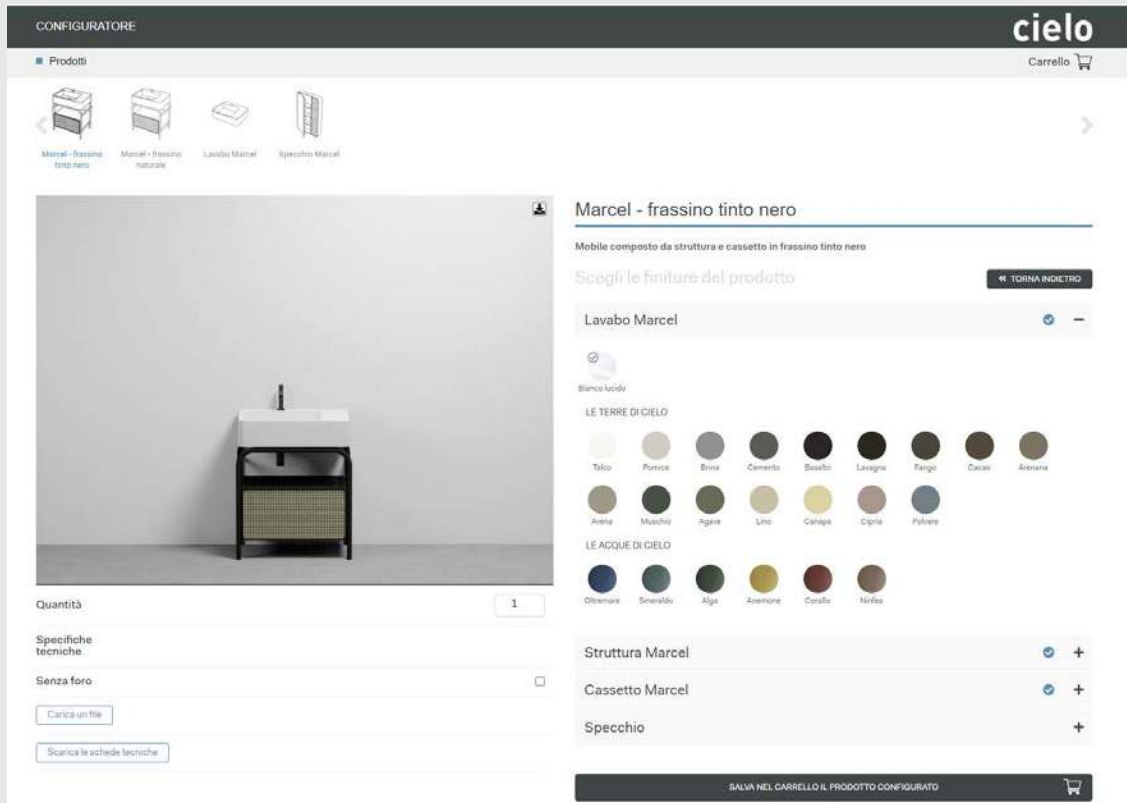 CONFIGURATORE
cielo
Prodotti
Carrello
Marcel - frassino
tinto nero
Marcel - frassino
naturale
Lavabo Marcel
Specchio Marcel
Marcel - frassino tinto nero
Mobile composto da struttura e cassetto in frassino tinto nero
Scegli le finiture del prodotto
TORNA INDIETRO
Lavabo Marcel
Bianco lucido
LE TERRE DI CIELO
Talco
Pomice
Brina
Cemento
Basalto
Lavagna
Fango
Cacao
Arenaria
Avena
Muschio
Agave
Lino
Canapa
Cipria
Polvere
LE ACQUE DI CIELO
Oltremare
Smeraldo
Alga
Anemone
Corallo
Ninfea
Quantità
1
Specifiche
tecniche
Senza foro
Carica un file
Scarica le schede tecniche
Struttura Marcel
Cassetto Marcel
Specchio
SALVA NEL CARRELLO IL PRODOTTO CONFIGURATO